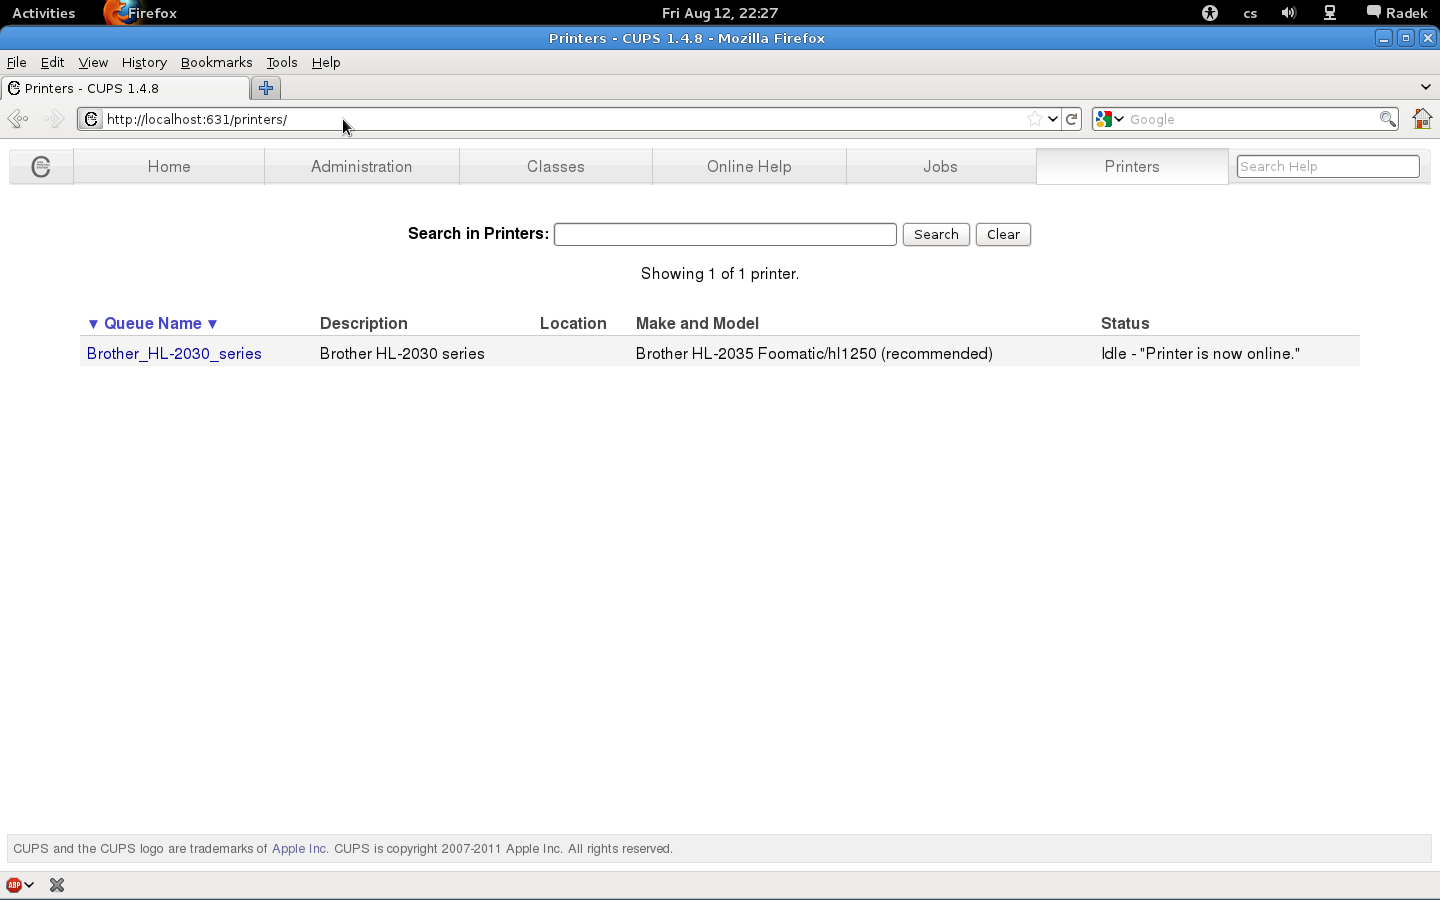 Activities Firefox Fri Aug 12, 22:27 cs Radek
Printers - CUPS 1.4.8 - Mozilla Firefox
File Edit View History Bookmarks Tools Help
Printers - CUPS 1.4.8
http://localhost:631/printers/ Google
Home Administration Classes Online Help Jobs Printers Search Help
Search in Printers: Search Clear
Showing 1 of 1 printer.
▼ Queue Name ▼ Description Location Make and Model Status
Brother_HL-2030_series Brother HL-2030 series Brother HL-2035 Foomatic/hl1250 (recommended) Idle - "Printer is now online."
CUPS and the CUPS logo are trademarks of Apple Inc. CUPS is copyright 2007-2011 Apple Inc. All rights reserved.
ABP